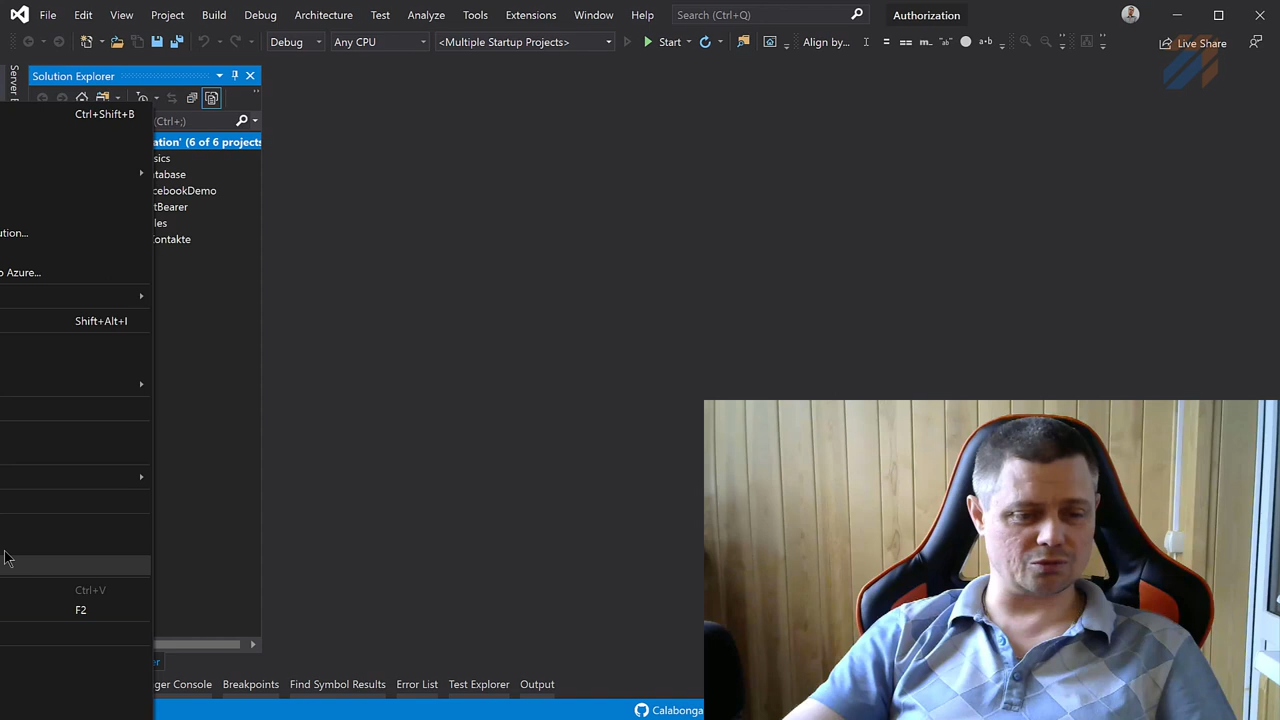 File Edit View Project Build Debug Architecture Test Analyze Tools Extensions Window Help Search (Ctrl+Q) Authorization
Debug Any CPU <Multiple Startup Projects> Start Align by... Live Share
Solution Explorer
Ctrl+Shift+B
(Ctrl+;)
ation' (6 of 6 projects
sics
tabase
cebookDemo
tBearer
les
Kontakte
ution...
o Azure...
Shift+Alt+I
Ctrl+V
F2
er
ger Console Breakpoints Find Symbol Results Error List Test Explorer Output
Calabonga